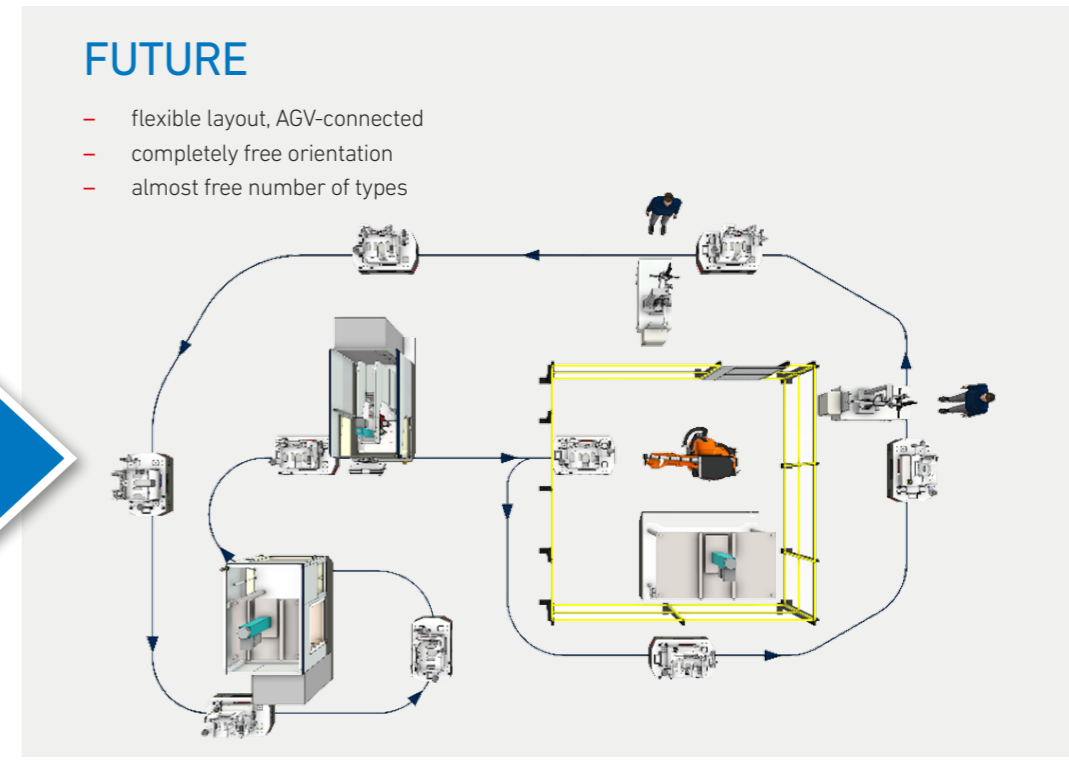 FUTURE
– flexible layout, AGV-connected
– completely free orientation
– almost free number of types